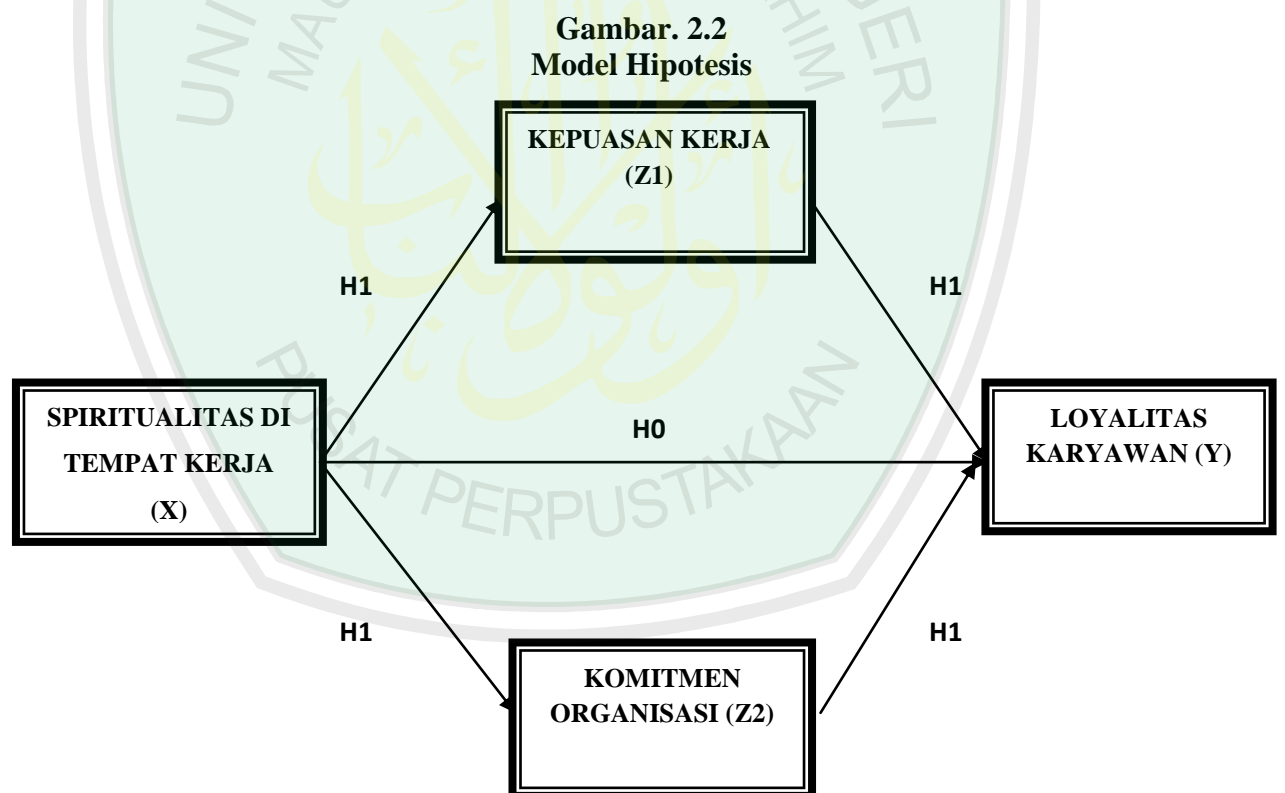 Gambar. 2.2
Model Hipotesis
KEPUASAN KERJA
(Z1)
H1
H1
SPIRITUALITAS DI
TEMPAT KERJA
(X)
H0
LOYALITAS
KARYAWAN (Y)
H1
H1
KOMITMEN
ORGANISASI (Z2)
PUSAT PERPUSTAKAAN